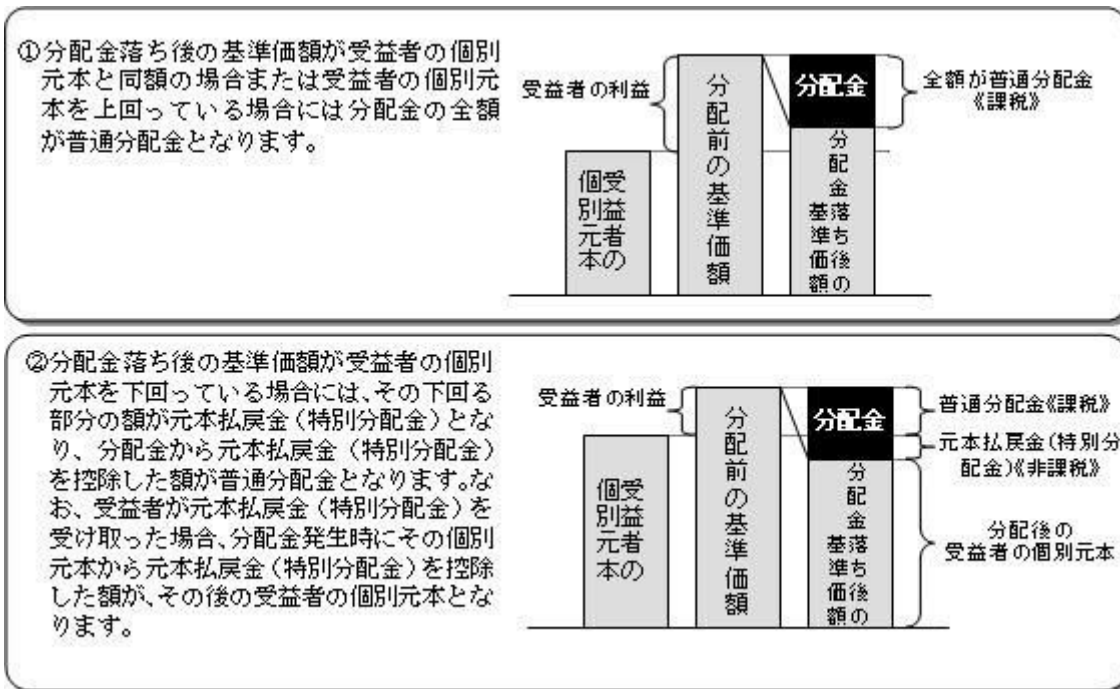 ①分配金落ち後の基準価額が受益者の個別
元本と同額の場合または受益者の個別元
本を上回っている場合には分配金の全額
が普通分配金となります。
受益者の利益
受益者の
個別元本
分配前の基準価額
分配金
分配金落ち後の
基準価額
全額が普通分配金
《課税》
②分配金落ち後の基準価額が受益者の個別
元本を下回っている場合には、その下回る
部分の額が元本払戻金(特別分配金)とな
り、分配金から元本払戻金(特別分配金)
を控除した額が普通分配金となります。な
お、受益者が元本払戻金(特別分配金)を
受け取った場合、分配金発生時にその個別
元本から元本払戻金(特別分配金)を控除
した額が、その後の受益者の個別元本とな
ります。
受益者の利益
受益者の
個別元本
分配前の基準価額
分配金
分配金落ち後の
基準価額
普通分配金《課税》
元本払戻金(特別分
配金)《非課税》
分配後の
受益者の個別元本